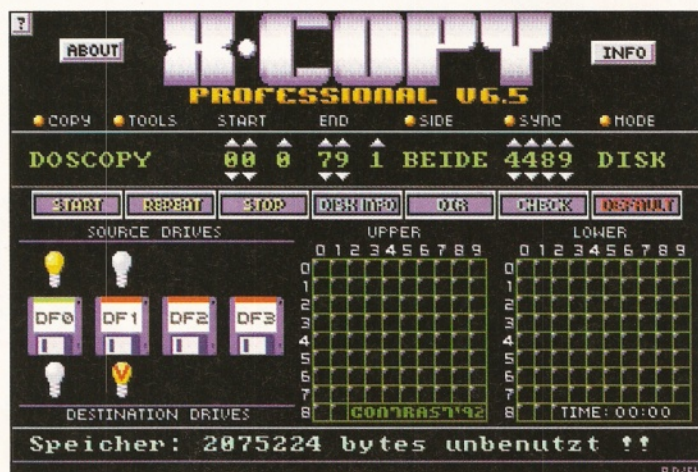 ?
ABOUT
X·COPY
INFO
PROFESSIONAL V6.5
COPY TOOLS START END SIDE SYNC MODE
DOSCOPY 00 0 79 1 BEIDE 4489 DISK
START REPEAT STOP DISK INFO DIR CHECK DEFAULT
SOURCE DRIVES UPPER LOWER
0 1 2 3 4 5 6 7 8 9 0 1 2 3 4 5 6 7 8 9
0 0
1 1
2 2
DF0 DF1 DF2 DF3
3 3
4 4
5 5
6 6
V
7 7
DESTINATION DRIVES 8 CONTRAST'92 8 TIME: 00:00
Speicher: 2075224 bytes unbenutzt !!